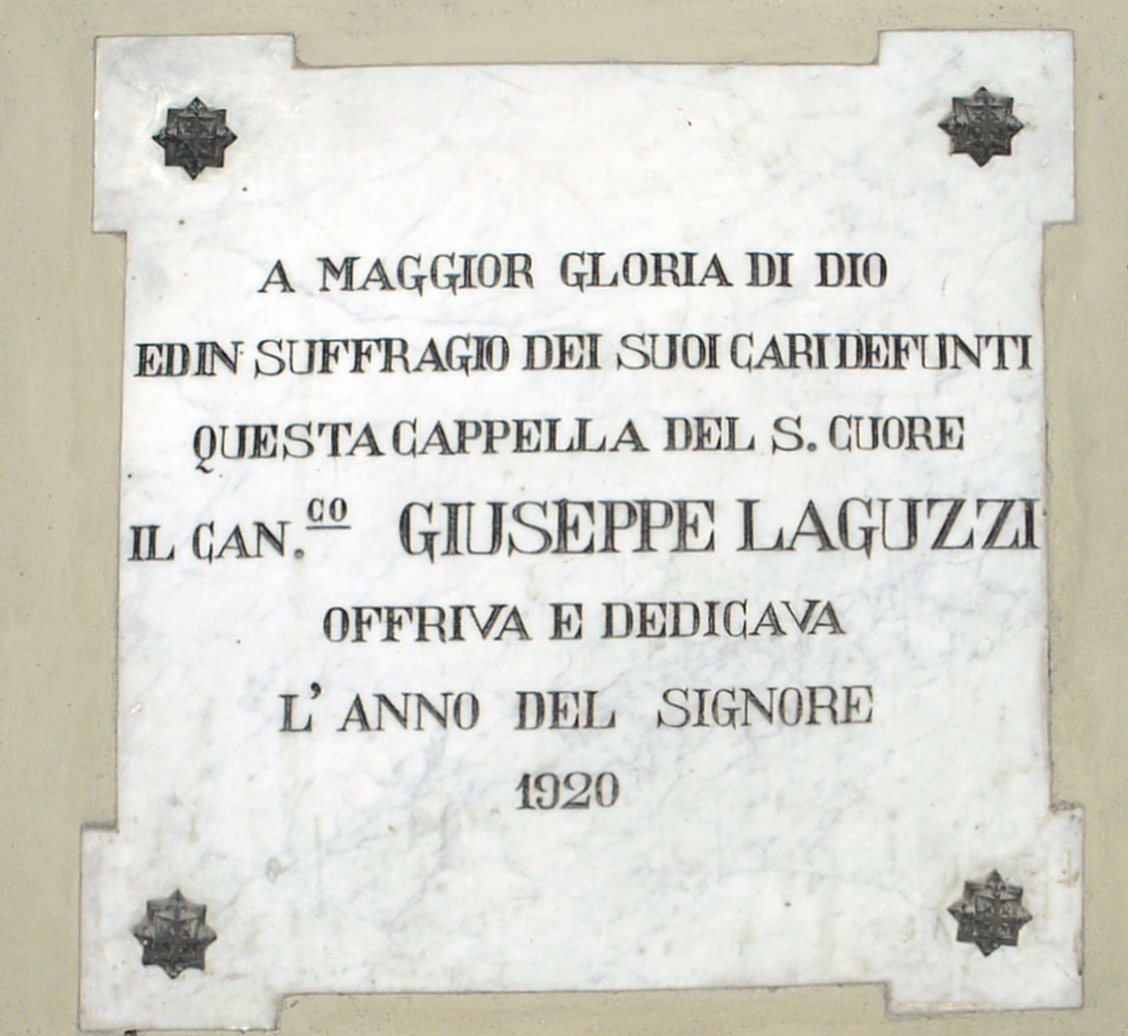 A MAGGIOR GLORIA DI DIO
ED IN SUFFRAGIO DEI SUOI CARI DEFUNTI
QUESTA CAPPELLA DEL S. CUORE
IL CAN.CO GIUSEPPE LAGUZZI
OFFRIVA E DEDICAVA
L' ANNO DEL SIGNORE
1920